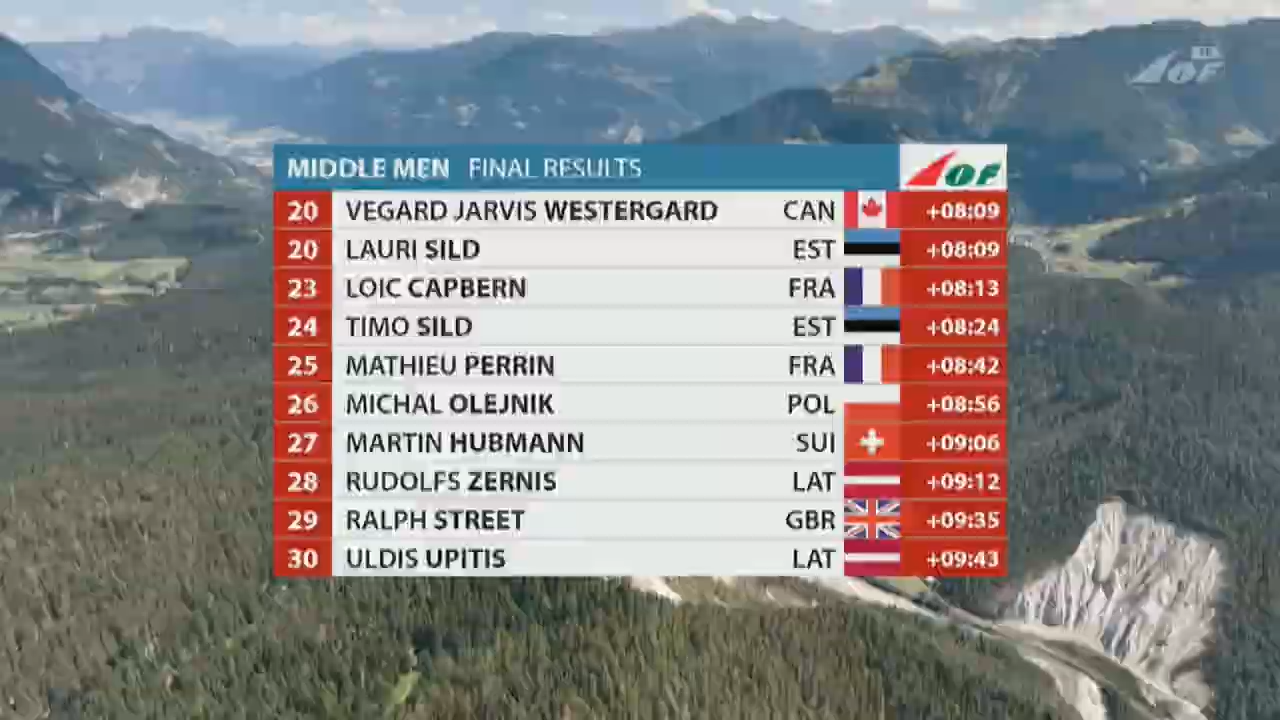 IOF
MIDDLE MEN FINAL RESULTS IOF
20 VEGARD JARVIS WESTERGARD CAN +08:09
20 LAURI SILD EST +08:09
23 LOIC CAPBERN FRA +08:13
24 TIMO SILD EST +08:24
25 MATHIEU PERRIN FRA +08:42
26 MICHAL OLEJNIK POL +08:56
27 MARTIN HUBMANN SUI +09:06
28 RUDOLFS ZERNIS LAT +09:12
29 RALPH STREET GBR +09:35
30 ULDIS UPITIS LAT +09:43